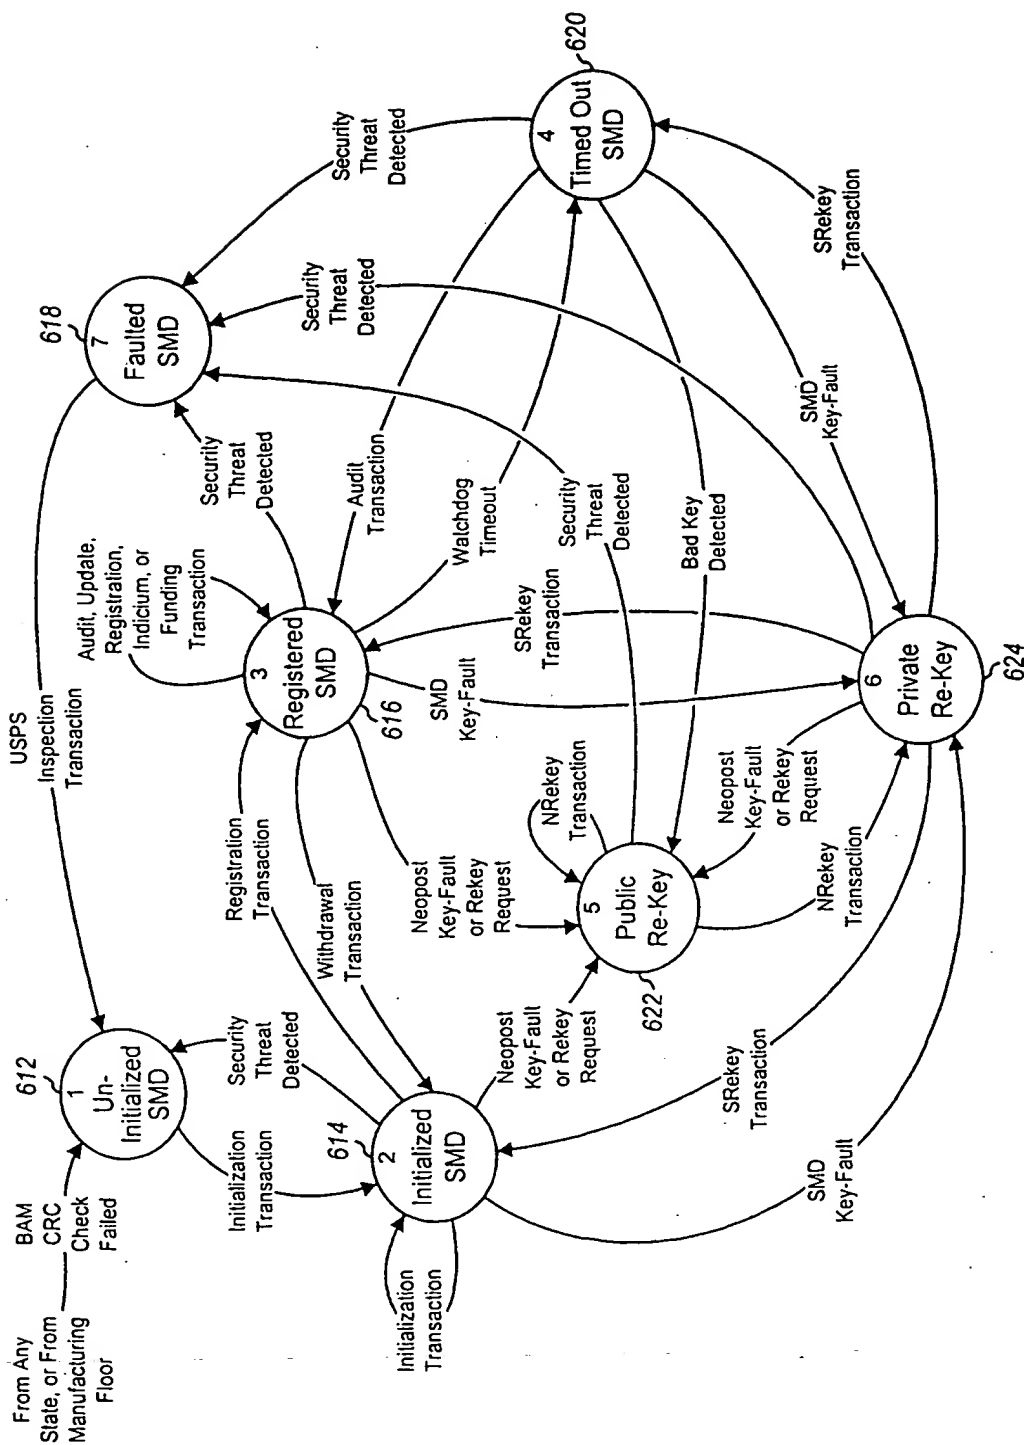 From Any
State, or From
Manufacturing
Floor
BAM
CRC
Check
Failed
612
1
Un-
Initialized
SMD
USPS
Inspection
Transaction
618
7
Faulted
SMD
Security
Threat
Detected
620
4
Timed Out
SMD
Initialization
Transaction
Security
Threat
Detected
Registration
Transaction
Audit, Update,
Registration,
Indicium, or
Funding
Transaction
Security
Threat
Detected
Security
Threat
Detected
Initialization
Transaction
614
2
Initialized
SMD
Withdrawal
Transaction
3
Registered
SMD
616
Audit
Transaction
Watchdog
Timeout
Neopost
Key-Fault
or Rekey
Request
Neopost
Key-Fault
or Rekey
Request
SMD
Key-Fault
SRekey
Transaction
Security
Threat
Detected
NRekey
Transaction
5
Public
Re-Key
622
Bad Key
Detected
SMD
Key-Fault
SRekey
Transaction
Neopost
Key-Fault
or Rekey
Request
NRekey
Transaction
SRekey
Transaction
SMD
Key-Fault
6
Private
Re-Key
624